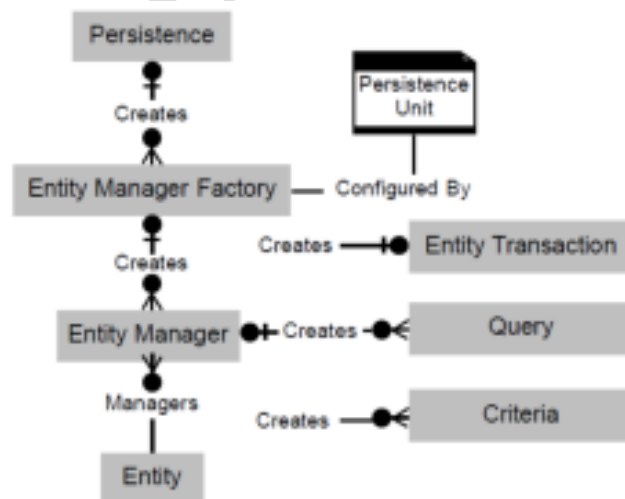 Persistence
Creates
Persistence
Unit
Entity Manager Factory
Configured By
Creates
Creates
Entity Transaction
Entity Manager
Creates
Query
Managers
Creates
Criteria
Entity